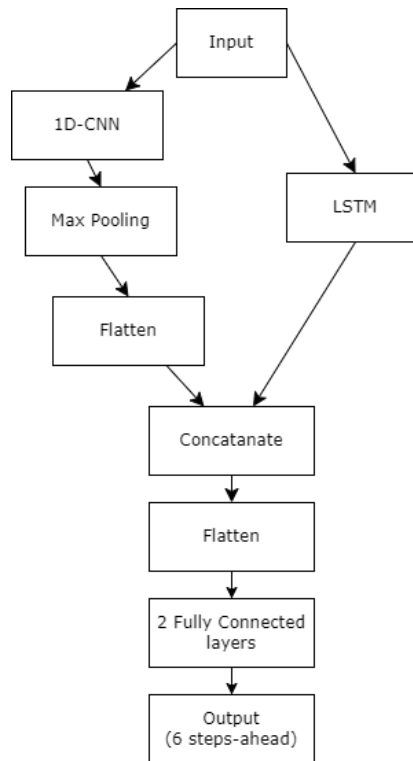 Input
1D-CNN
LSTM
Max Pooling
Flatten
Concatanate
Flatten
2 Fully Connected
layers
Output
(6 steps-ahead)